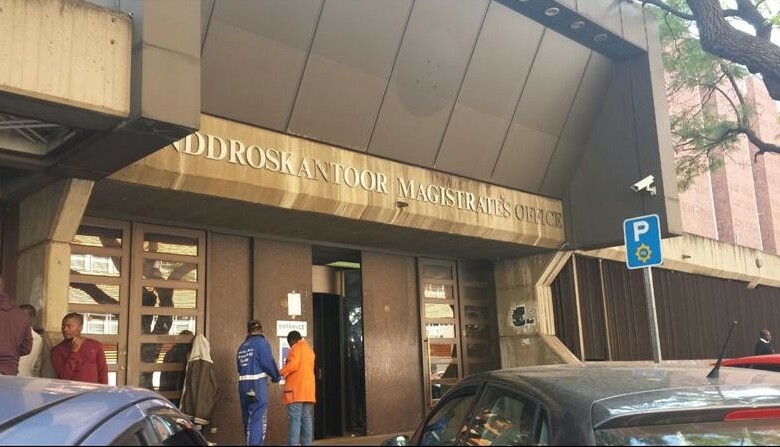 NDDROSKANTOOR MAGISTRATE'S OFFICE
P
ENTRANCE